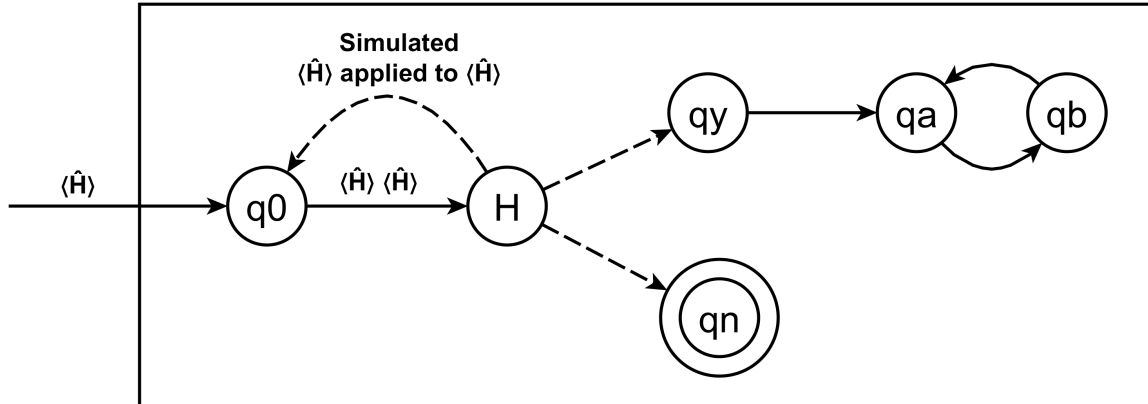 Simulated
⟨Ĥ⟩ applied to ⟨Ĥ⟩
qy
qa
qb
⟨Ĥ⟩
⟨Ĥ⟩ ⟨Ĥ⟩
q0
H
qn